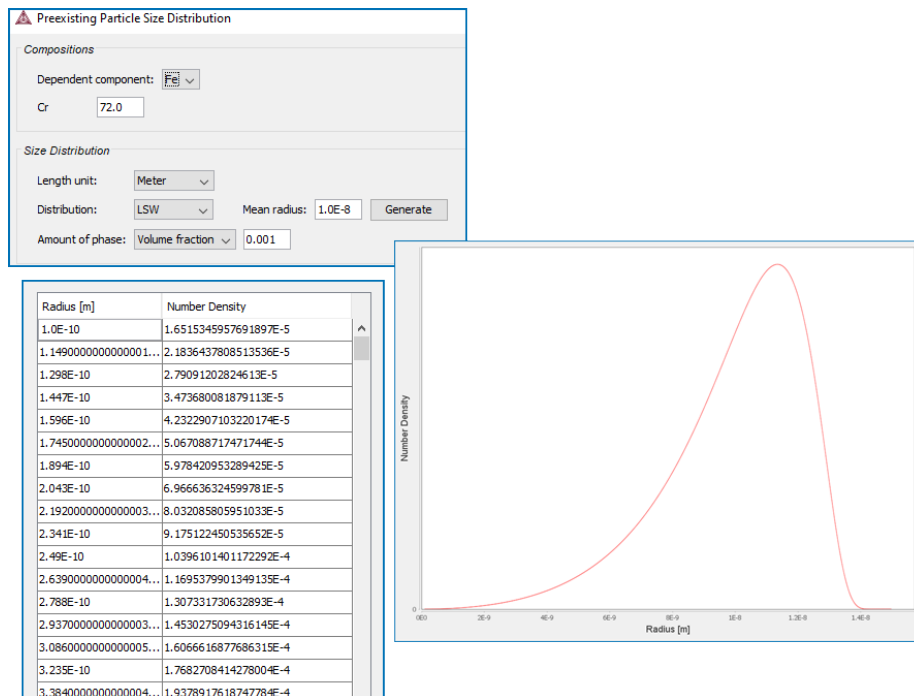 Preexisting Particle Size Distribution
Compositions
Dependent component: Fe
Cr 72.0
Size Distribution
Length unit: Meter
Distribution: LSW Mean radius: 1.0E-8 Generate
Amount of phase: Volume fraction 0.001
Radius [m] Number Density
1.0E-10 1.6515345957691897E-5
1.1490000000000001... 2.1836437808513536E-5
1.298E-10 2.79091202824613E-5
1.447E-10 3.473680081879113E-5
1.596E-10 4.2322907103220174E-5
1.7450000000000002... 5.067088717471744E-5
1.894E-10 5.978420953289425E-5
2.043E-10 6.966636324599781E-5
2.1920000000000003... 8.032085805951033E-5
2.341E-10 9.175122450535652E-5
2.49E-10 1.0396101401172292E-4
2.6390000000000004... 1.1695379901349135E-4
2.788E-10 1.307331730632893E-4
2.9370000000000003... 1.4530275094316145E-4
3.0860000000000005... 1.6066616877686315E-4
3.235E-10 1.7682708414278004E-4
3.3840000000000004... 1.9378917618747784E-4
Number Density
0
0E0 2E-9 4E-9 6E-9 8E-9 1E-8 1.2E-8 1.4E-8
Radius [m]